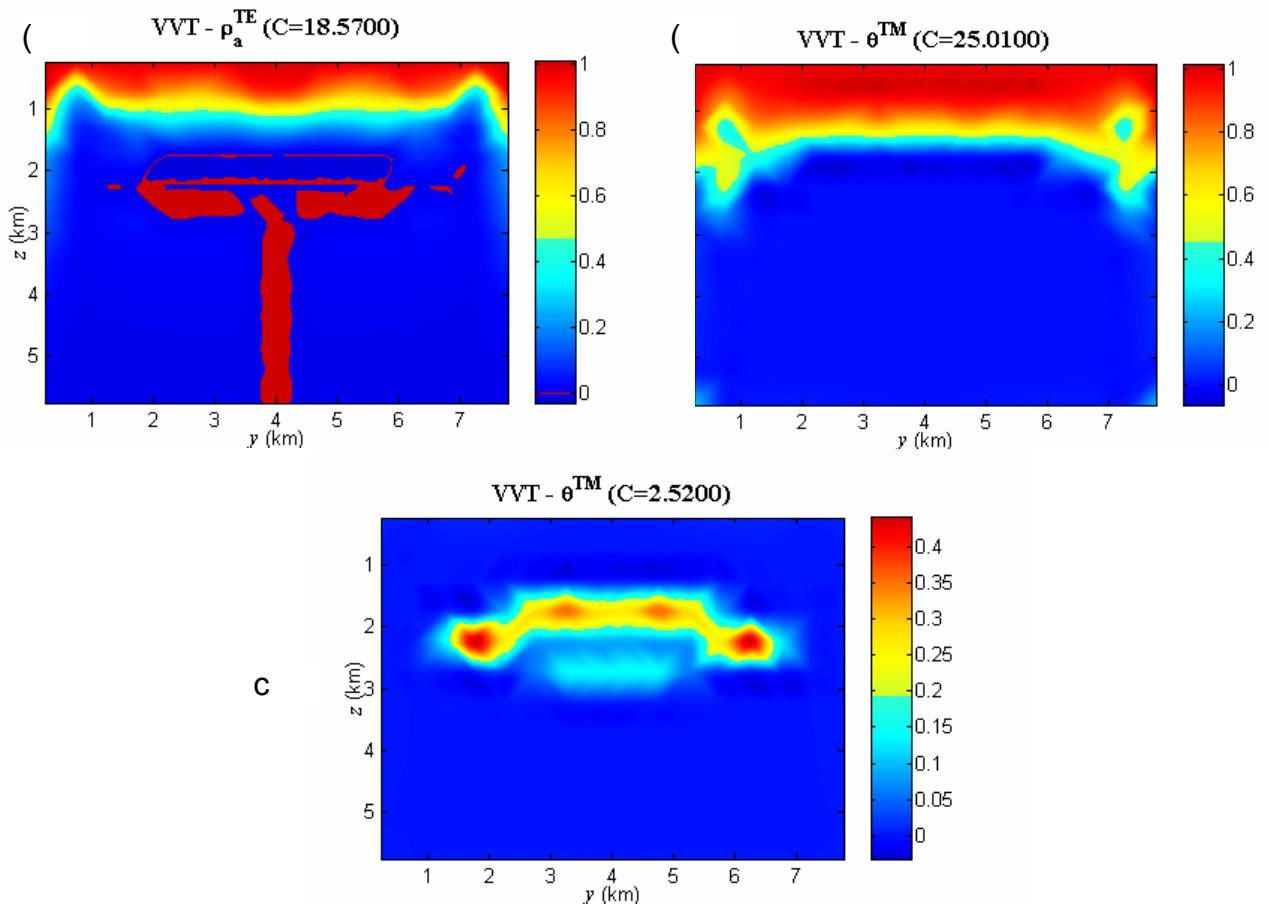 (
VVT - ρₐᵀᴱ (C=18.5700)
1
2
3
4
5
z (km)
1 2 3 4 5 6 7
y (km)
1
0.8
0.6
0.4
0.2
0
(
VVT - θᵀᴹ (C=25.0100)
1 2 3 4 5 6 7
y (km)
1
0.8
0.6
0.4
0.2
0
c
VVT - θᵀᴹ (C=2.5200)
1
2
3
4
5
z (km)
1 2 3 4 5 6 7
y (km)
0.4
0.35
0.3
0.25
0.2
0.15
0.1
0.05
0